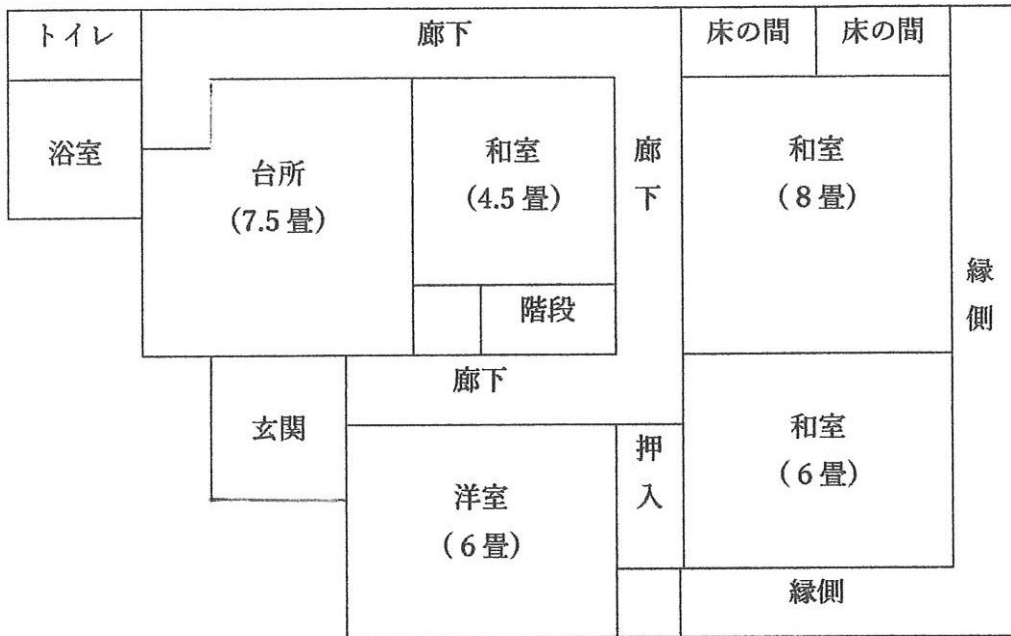 トイレ
廊下
床の間
床の間
浴室
台所
(7.5 畳)
和室
(4.5 畳)
廊下
和室
( 8 畳)
縁側
階段
廊下
玄関
和室
( 6 畳)
押入
洋室
( 6 畳)
縁側